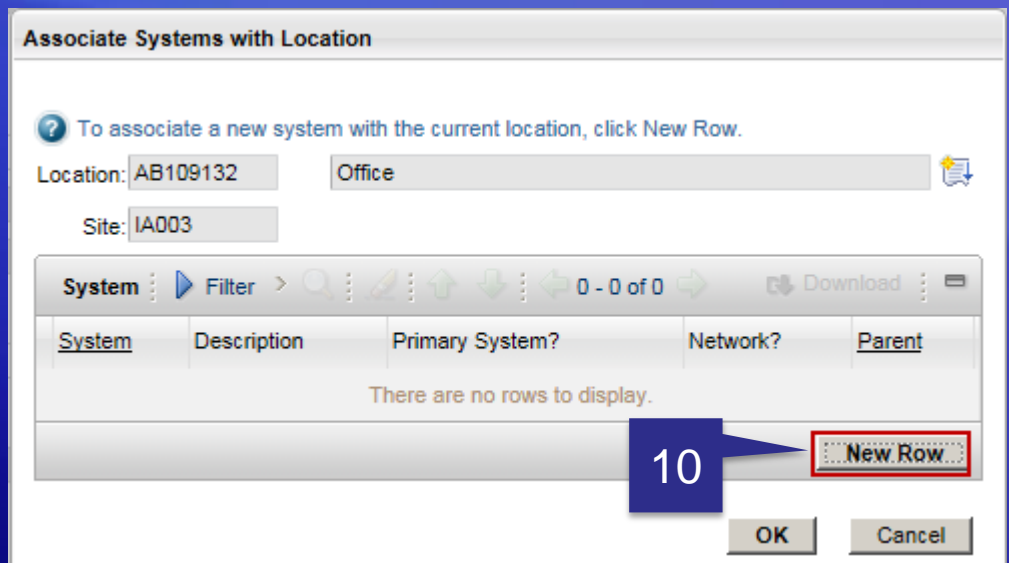 Associate Systems with Location
To associate a new system with the current location, click New Row.
Location: AB109132 Office
Site: IA003
System Filter > 0 - 0 of 0 Download
System Description Primary System? Network? Parent
There are no rows to display.
10 New Row
OK Cancel